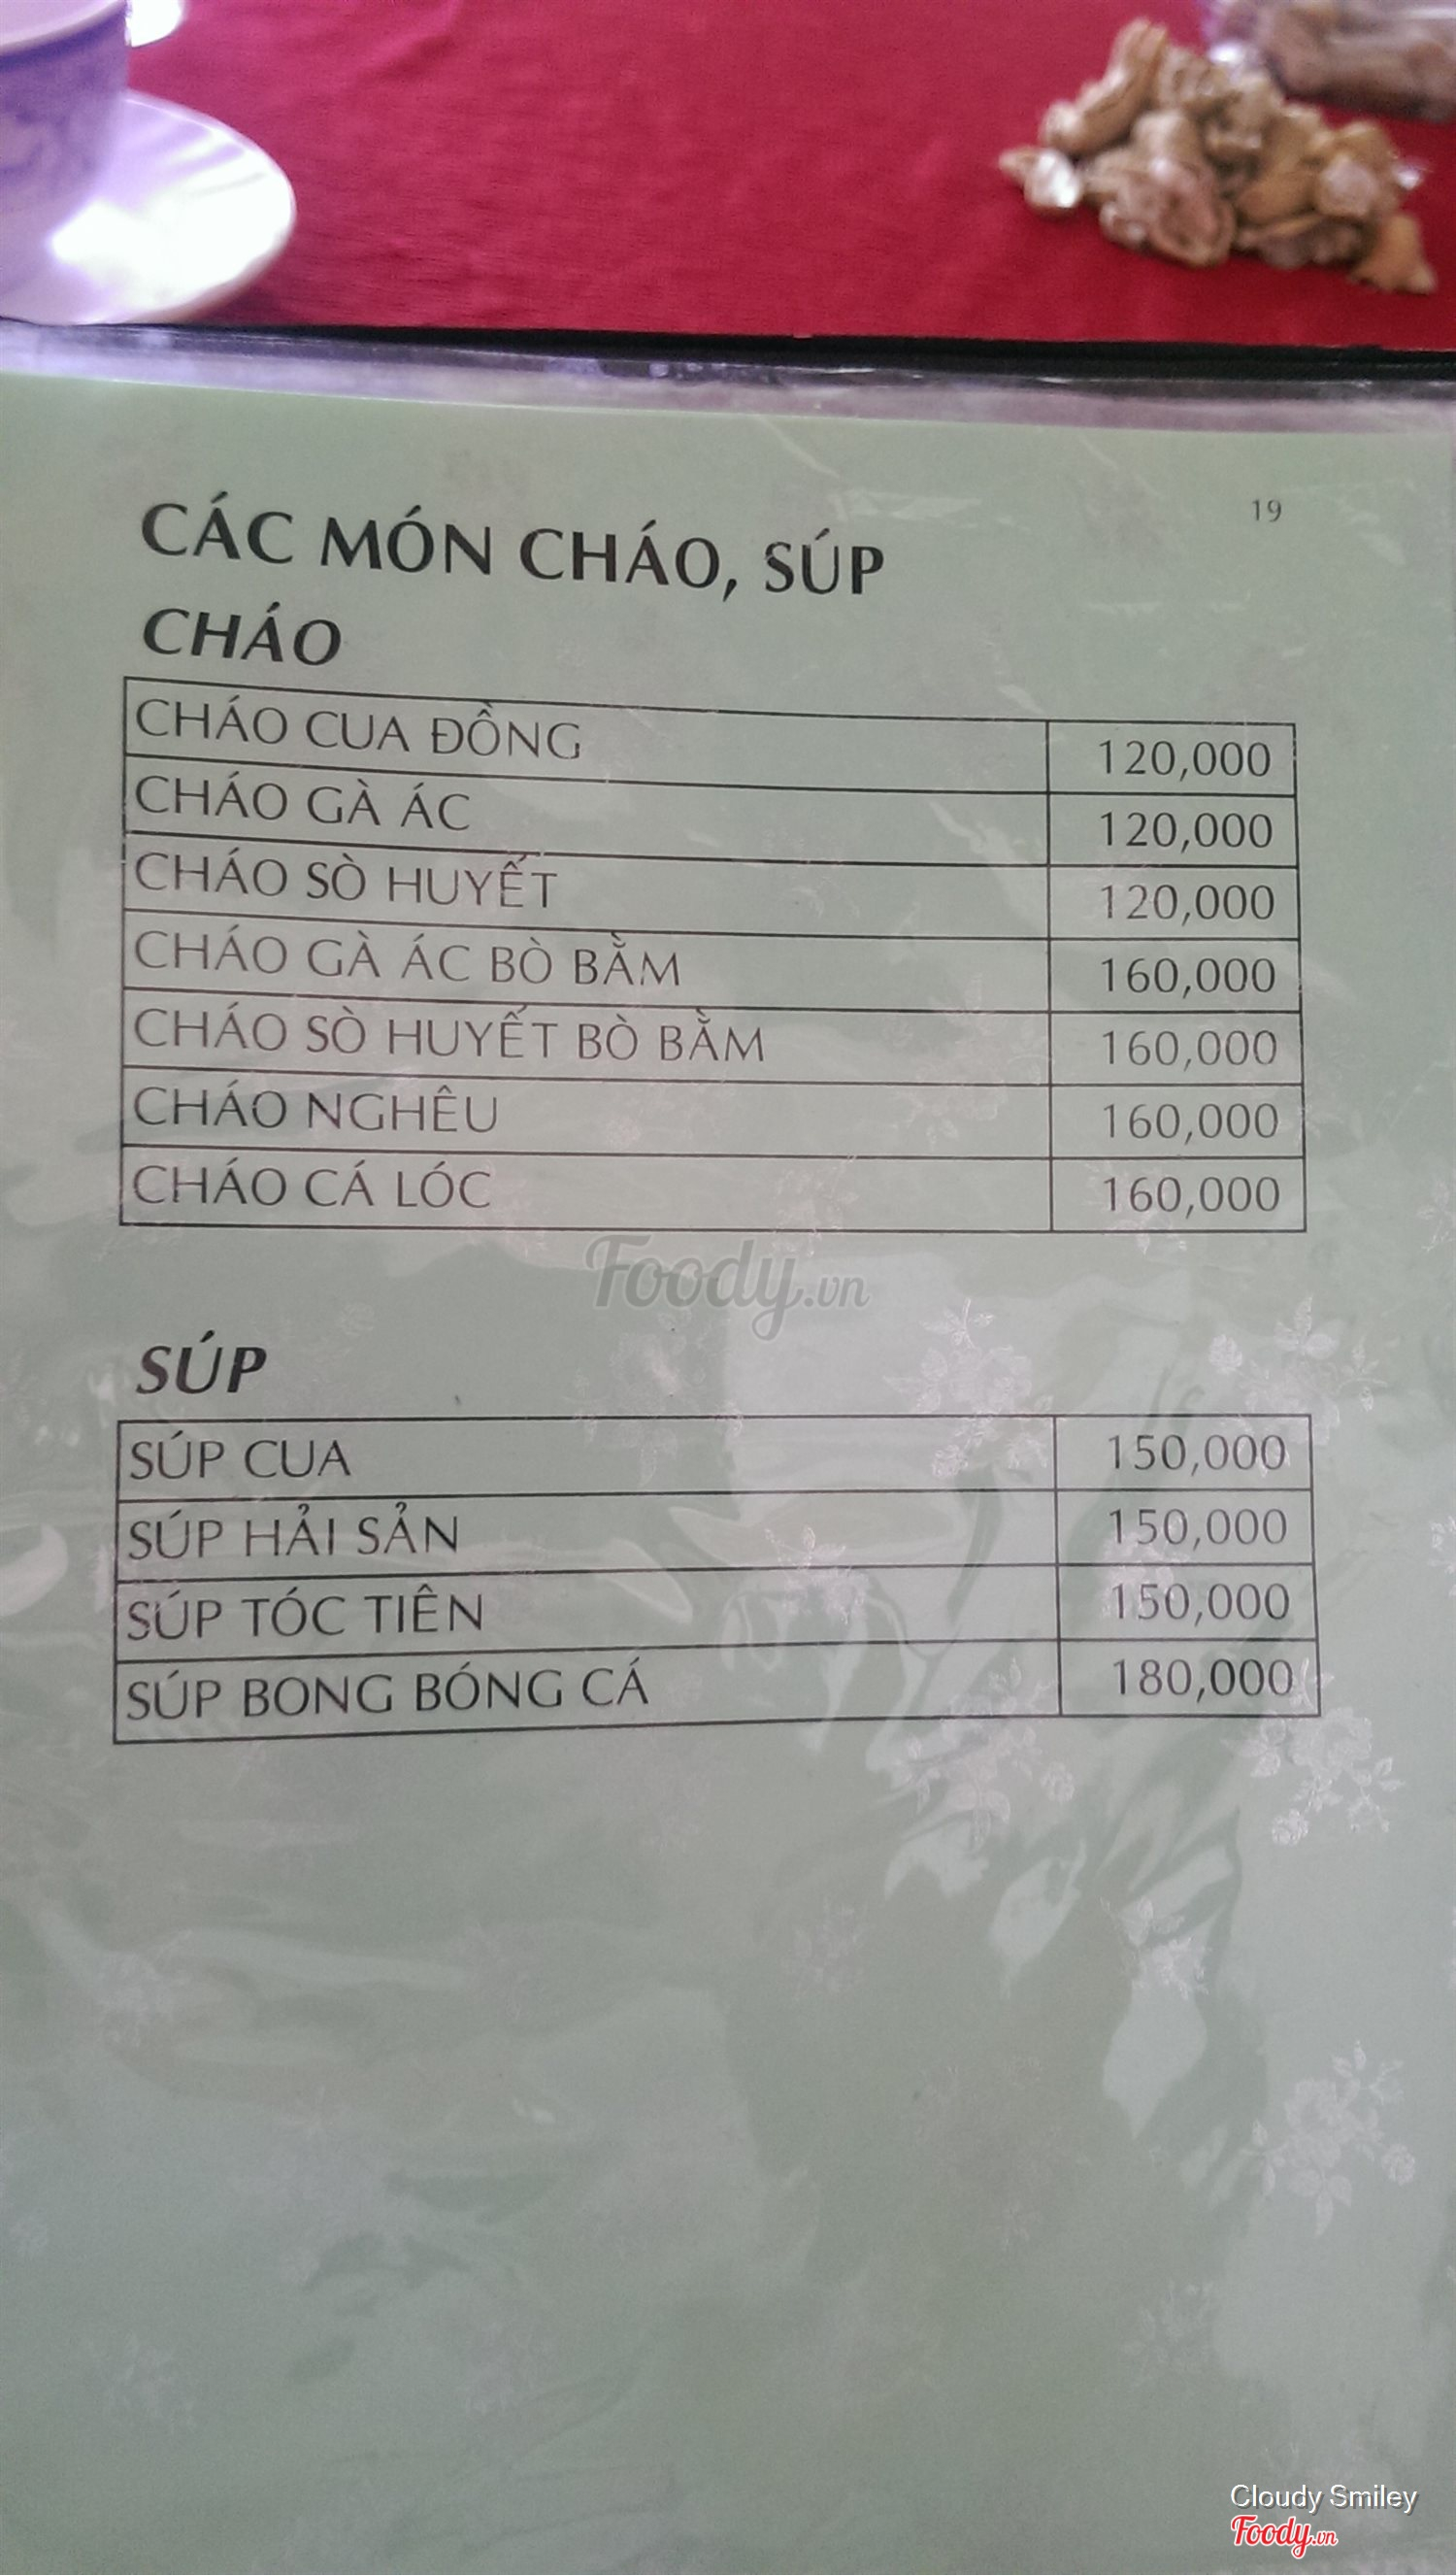 19
CÁC MÓN CHÁO, SÚP
CHÁO
CHÁO CUA ĐỒNG 120,000
CHÁO GÀ ÁC 120,000
CHÁO SÒ HUYẾT 120,000
CHÁO GÀ ÁC BÒ BẰM 160,000
CHÁO SÒ HUYẾT BÒ BẰM 160,000
CHÁO NGHÊU 160,000
CHÁO CÁ LÓC 160,000
Foody.vn
SÚP
SÚP CUA 150,000
SÚP HẢI SẢN 150,000
SÚP TÓC TIÊN 150,000
SÚP BONG BÓNG CÁ 180,000
Cloudy Smiley
Foody.vn